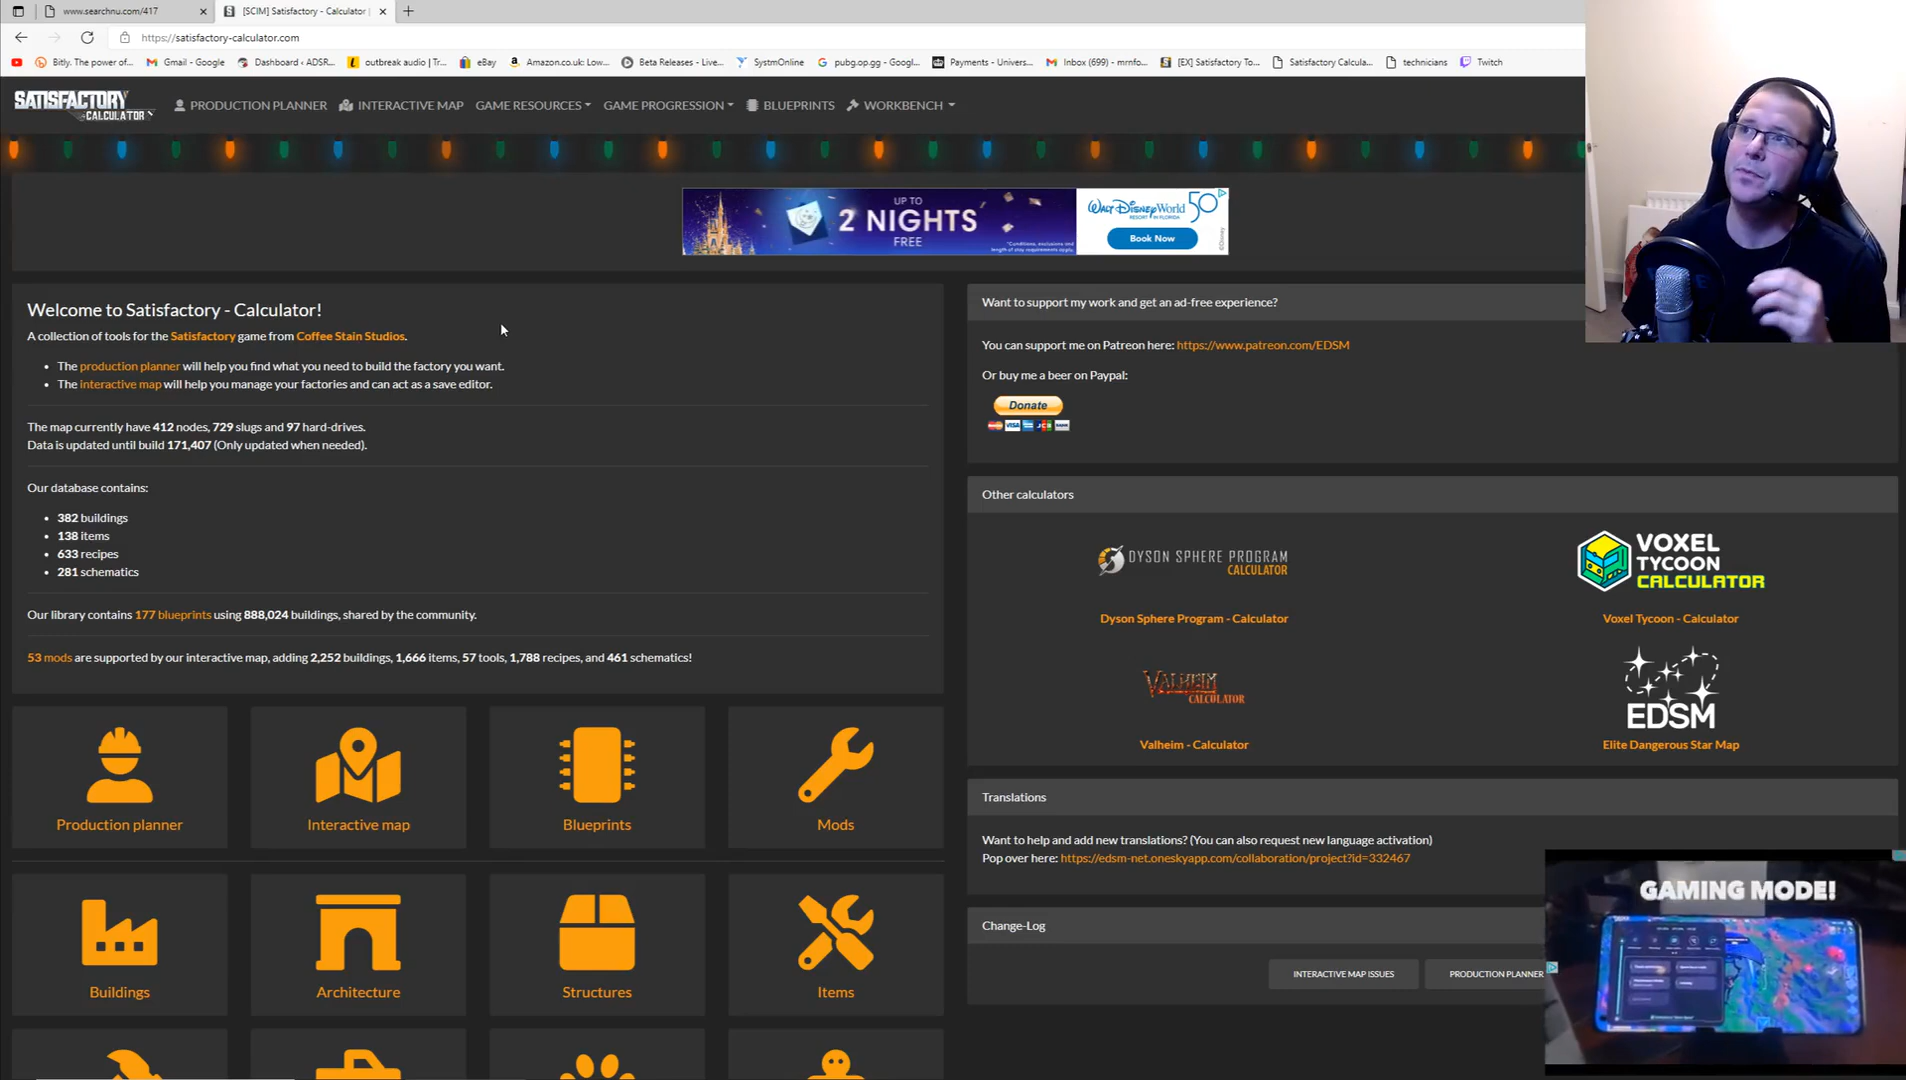 www.searchnu.com/417
[SCIM] Satisfactory - Calculator |
https://satisfactory-calculator.com
Bitly. The power of...
Gmail - Google
Dashboard ‹ ADSR...
outbreak audio | Tr...
eBay
Amazon.co.uk: Low...
Beta Releases - Live...
SystmOnline
pubg.op.gg - Googl...
Payments - Univers...
Inbox (699) - mrnfo...
[EX] Satisfactory To...
Satisfactory Calcula...
technicians
Twitch
SATISFACTORY
CALCULATOR
PRODUCTION PLANNER
INTERACTIVE MAP
GAME RESOURCES
GAME PROGRESSION
BLUEPRINTS
WORKBENCH
UP TO
2 NIGHTS
FREE
*Conditions, exclusions and
length of stay requirements apply.
Walt Disney World
RESORT IN FLORIDA
50
Book Now
©Disney
Welcome to Satisfactory - Calculator!
A collection of tools for the Satisfactory game from Coffee Stain Studios.
The production planner will help you find what you need to build the factory you want.
The interactive map will help you manage your factories and can act as a save editor.
The map currently have 412 nodes, 729 slugs and 97 hard-drives.
Data is updated until build 171,407 (Only updated when needed).
Our database contains:
382 buildings
138 items
633 recipes
281 schematics
Our library contains 177 blueprints using 888,024 buildings, shared by the community.
53 mods are supported by our interactive map, adding 2,252 buildings, 1,666 items, 57 tools, 1,788 recipes, and 461 schematics!
Production planner
Interactive map
Blueprints
Mods
Buildings
Architecture
Structures
Items
Want to support my work and get an ad-free experience?
You can support me on Patreon here: https://www.patreon.com/EDSM
Or buy me a beer on Paypal:
Donate
VISA
Other calculators
DYSON SPHERE PROGRAM
CALCULATOR
Dyson Sphere Program - Calculator
VOXEL
TYCOON
CALCULATOR
Voxel Tycoon - Calculator
VALHEIM
CALCULATOR
Valheim - Calculator
EDSM
Elite Dangerous Star Map
Translations
Want to help and add new translations? (You can also request new language activation)
Pop over here: https://edsm-net.oneskyapp.com/collaboration/project?id=332467
Change-Log
INTERACTIVE MAP ISSUES
PRODUCTION PLANNER
GAMING MODE!